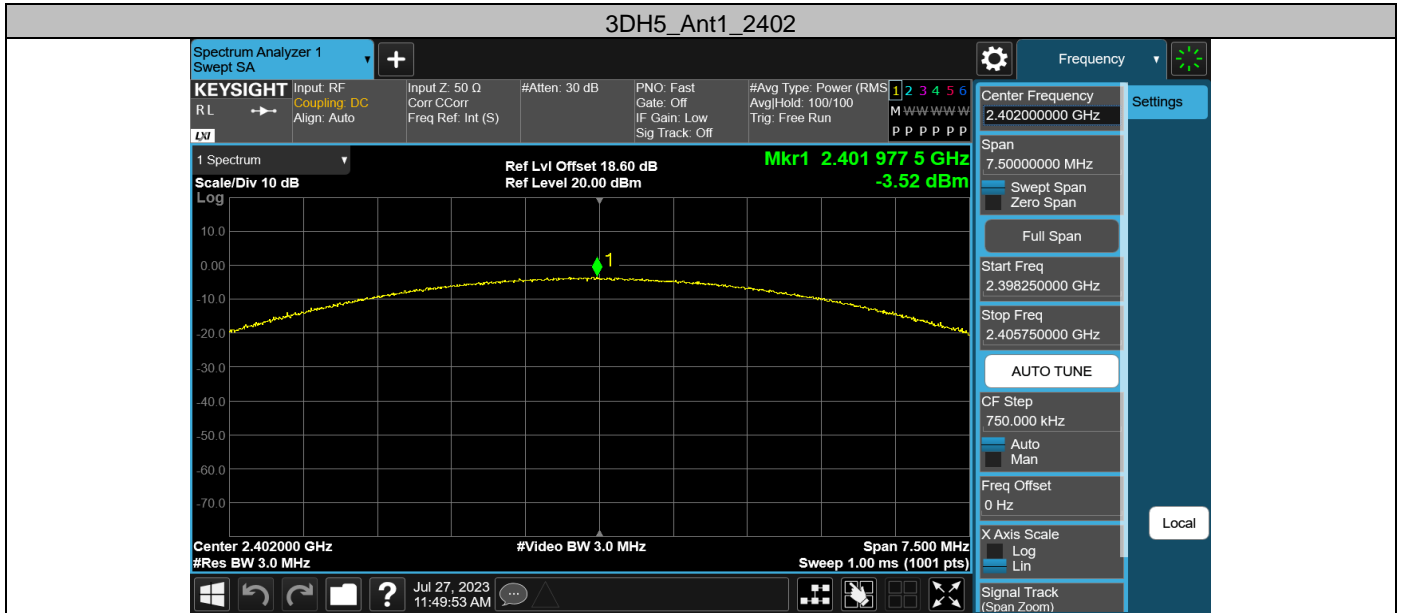 3DH5_Ant1_2402
Spectrum Analyzer 1
Swept SA
Frequency
KEYSIGHT
RL
LXI
Input: RF
Coupling: DC
Align: Auto
Input Z: 50 Ω
Corr CCorr
Freq Ref: Int (S)
#Atten: 30 dB
PNO: Fast
Gate: Off
IF Gain: Low
Sig Track: Off
#Avg Type: Power (RMS
Avg|Hold: 100/100
Trig: Free Run
1 2 3 4 5 6
M W W W W W
P P P P P P
1 Spectrum
Scale/Div 10 dB
Ref Lvl Offset 18.60 dB
Ref Level 20.00 dBm
Mkr1 2.401 977 5 GHz
-3.52 dBm
Log
10.0
0.00
-10.0
-20.0
-30.0
-40.0
-50.0
-60.0
-70.0
1
Center 2.402000 GHz
#Res BW 3.0 MHz
#Video BW 3.0 MHz
Span 7.500 MHz
Sweep 1.00 ms (1001 pts)
Center Frequency
2.402000000 GHz
Settings
Span
7.50000000 MHz
Swept Span
Zero Span
Full Span
Start Freq
2.398250000 GHz
Stop Freq
2.405750000 GHz
AUTO TUNE
CF Step
750.000 kHz
Auto
Man
Freq Offset
0 Hz
X Axis Scale
Log
Lin
Local
Signal Track
(Span Zoom)
?
Jul 27, 2023
11:49:53 AM